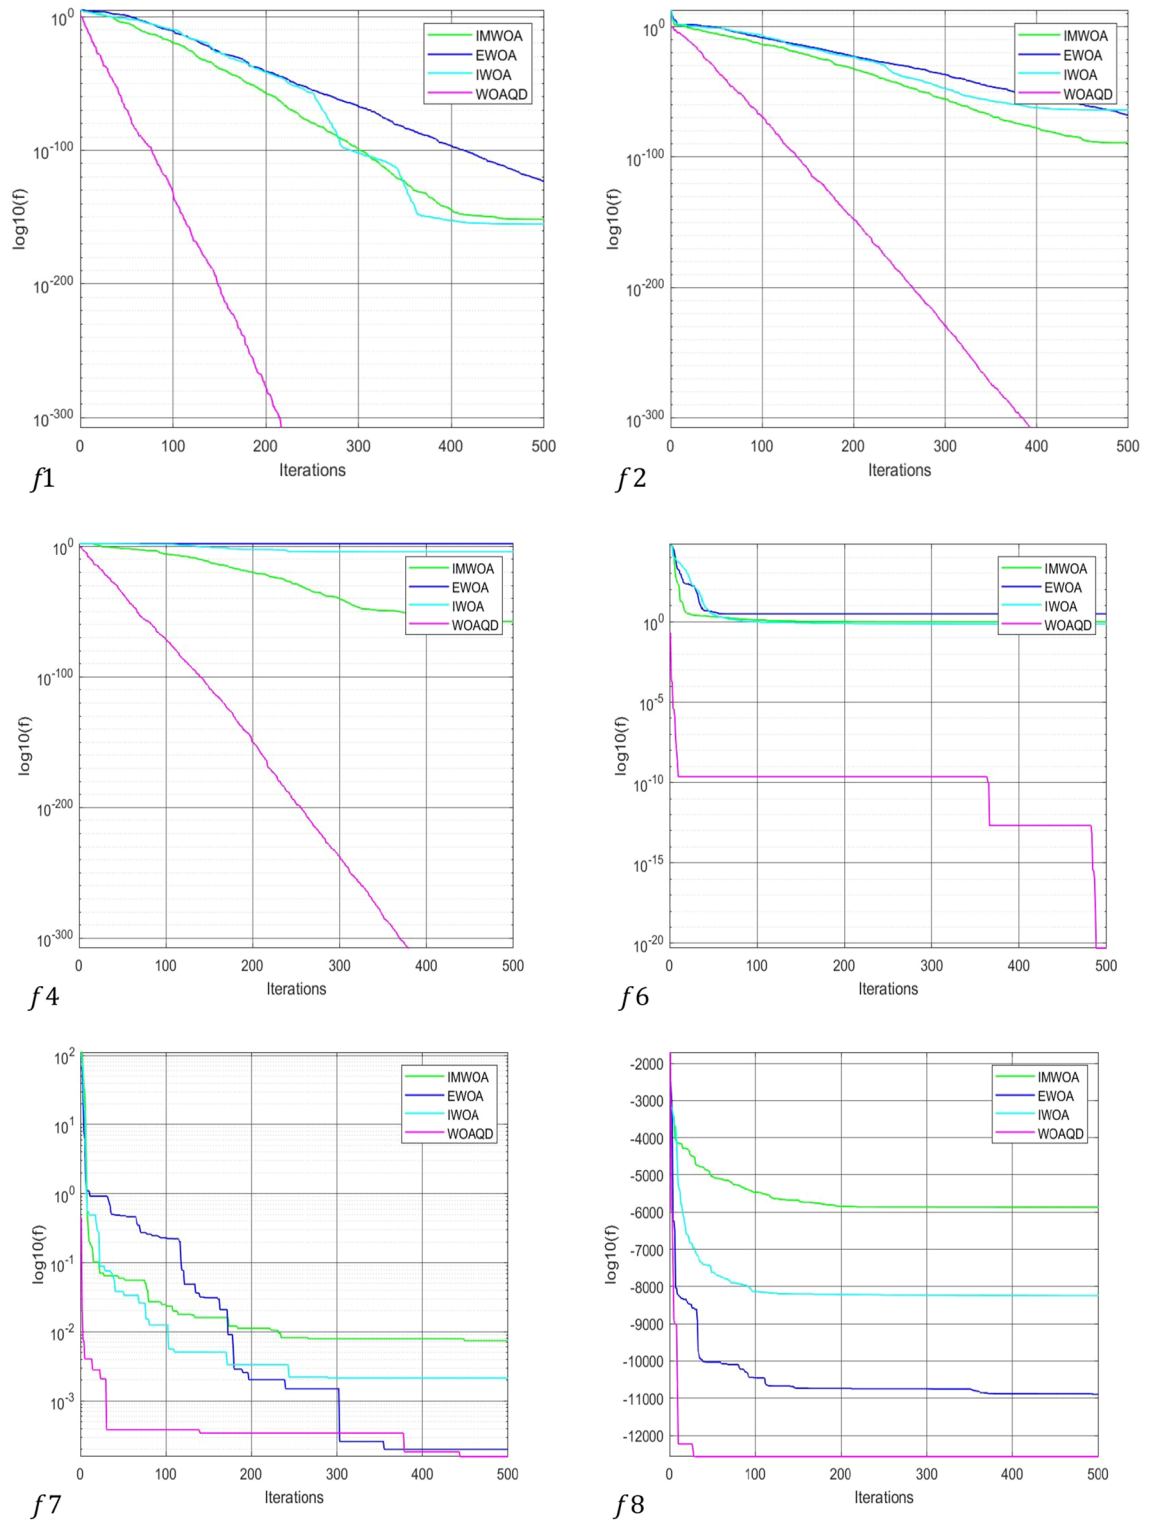 10^0
10^-100
10^-200
10^-300
log10(f)
IMWOA
EWOA
IWOA
WOAQD
0 100 200 300 400 500
Iterations
f1
10^0
10^-100
10^-200
10^-300
log10(f)
IMWOA
EWOA
IWOA
WOAQD
0 100 200 300 400 500
Iterations
f2
10^0
10^-100
10^-200
10^-300
log10(f)
IMWOA
EWOA
IWOA
WOAQD
0 100 200 300 400 500
Iterations
f4
10^0
10^-5
10^-10
10^-15
10^-20
log10(f)
IMWOA
EWOA
IWOA
WOAQD
0 100 200 300 400 500
Iterations
f6
10^2
10^1
10^0
10^-1
10^-2
10^-3
log10(f)
IMWOA
EWOA
IWOA
WOAQD
0 100 200 300 400 500
Iterations
f7
-2000
-3000
-4000
-5000
-6000
-7000
-8000
-9000
-10000
-11000
-12000
log10(f)
IMWOA
EWOA
IWOA
WOAQD
0 100 200 300 400 500
Iterations
f8